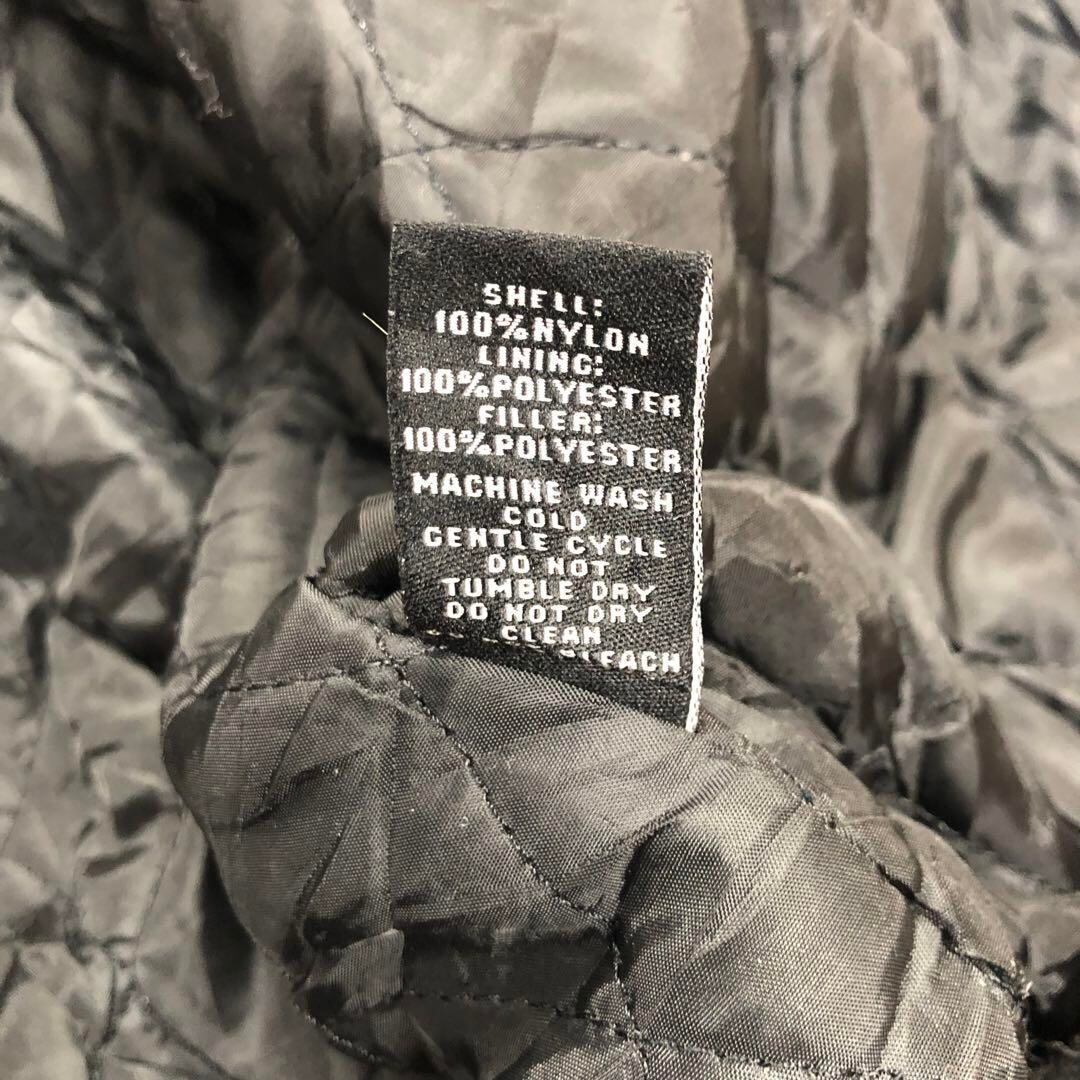 SHELL:
100%NYLON
LINING:
100%POLYESTER
FILLER:
100%POLYESTER
MACHINE WASH
COLD
GENTLE CYCLE
DO NOT
TUMBLE DRY
DO NOT DRY
CLEAN
BLEACH